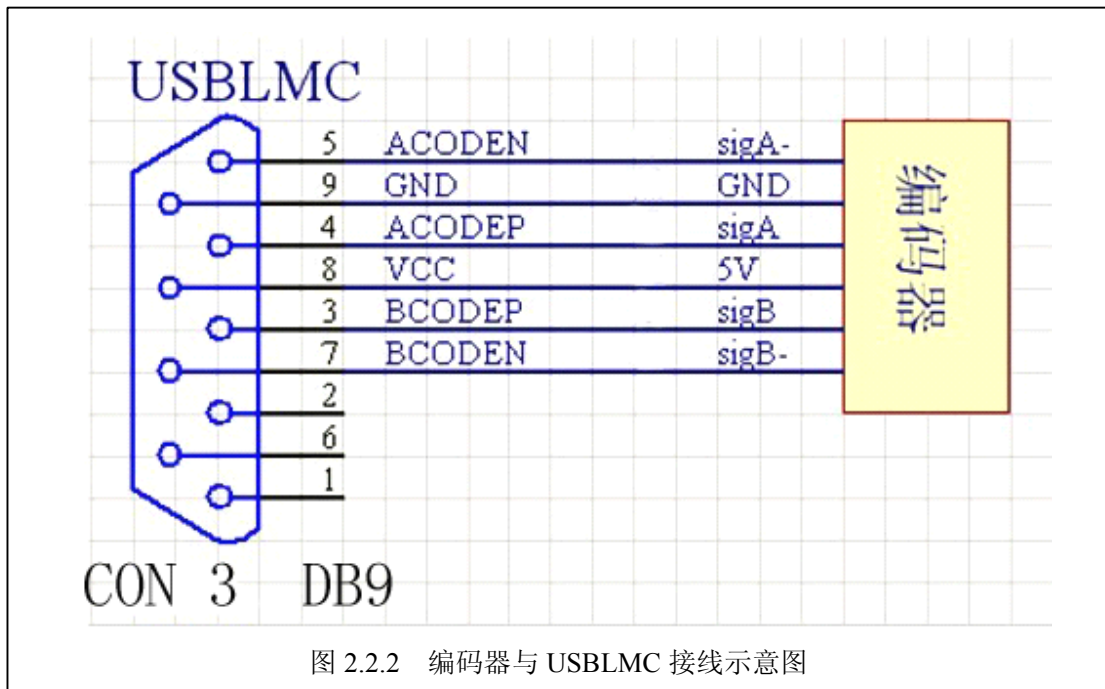 USBLMC
5 ACODEN sigA-
9 GND GND
4 ACODEP sigA
8 VCC 5V
3 BCODEP sigB
7 BCODEN sigB-
2
6
1
编码器
CON 3 DB9
图 2.2.2 编码器与 USBLMC 接线示意图